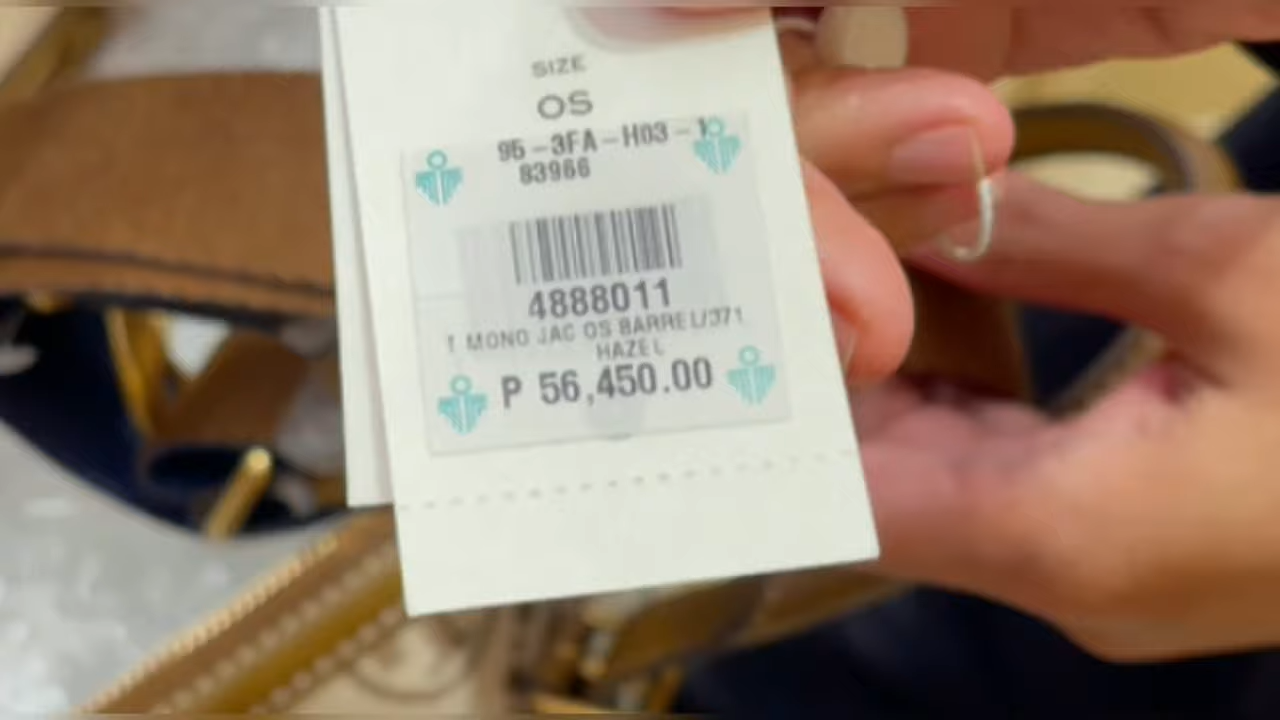 SIZE
OS
95-3FA-H03-1
83966
4888011
T MONO JAC OS BARREL/371
HAZEL
P 56,450.00